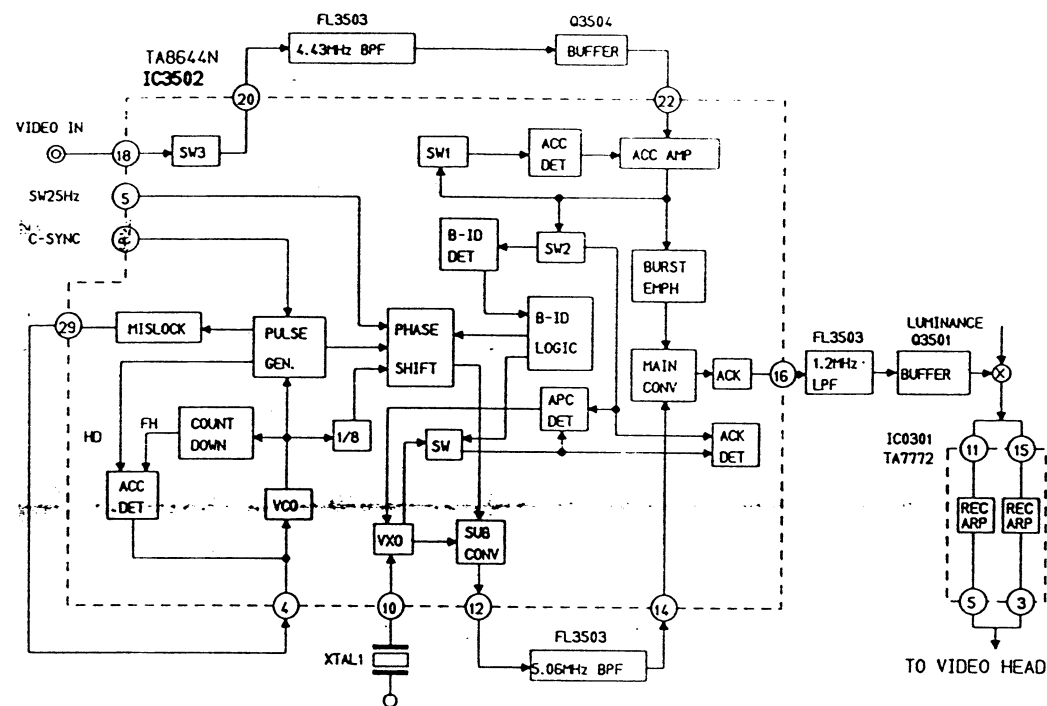 FL3503
Q3504
4.43MHz BPF
BUFFER
TA8644N
IC3502
20
22
VIDEO IN
18
SW3
SW1
ACC
DET
ACC AMP
SW25Hz
5
C-SYNC
B-ID
DET
SW2
BURST
EMPH
29
MISLOCK
PULSE
GEN.
PHASE
SHIFT
B-ID
LOGIC
MAIN
CONV
ACK
16
FL3503
1.2MHz
LPF
LUMINANCE
Q3501
BUFFER
X
HD
FH
COUNT
DOWN
1/8
SW
APC
DET
ACK
DET
IC0301
TA7772
11
15
ACC
DET
VCO
VXO
SUB
CONV
REC
ARP
REC
ARP
4
10
12
14
5
3
XTAL1
FL3503
5.06MHz BPF
TO VIDEO HEAD